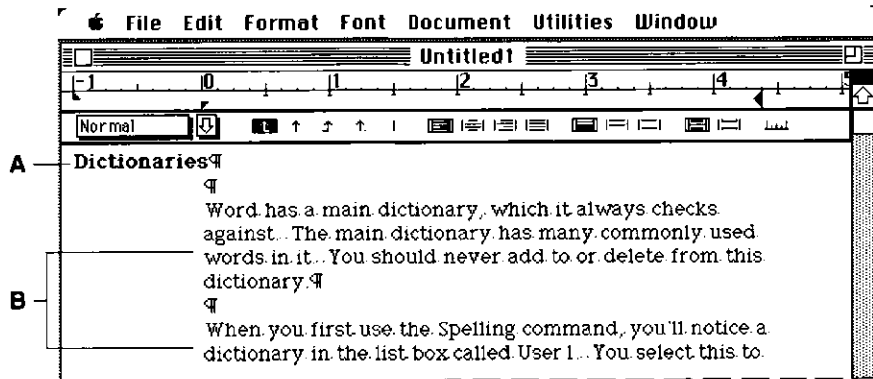 File Edit Format Font Document Utilities Window
Untitled1
-1 0 1 2 3 4 5
Normal
A Dictionaries¶
¶
Word has a main dictionary, which it always checks
against. The main dictionary has many commonly used
B words in it. You should never add to or delete from this
dictionary.¶
¶
When you first use the Spelling command, you'll notice a
dictionary in the list box called User 1. You select this to